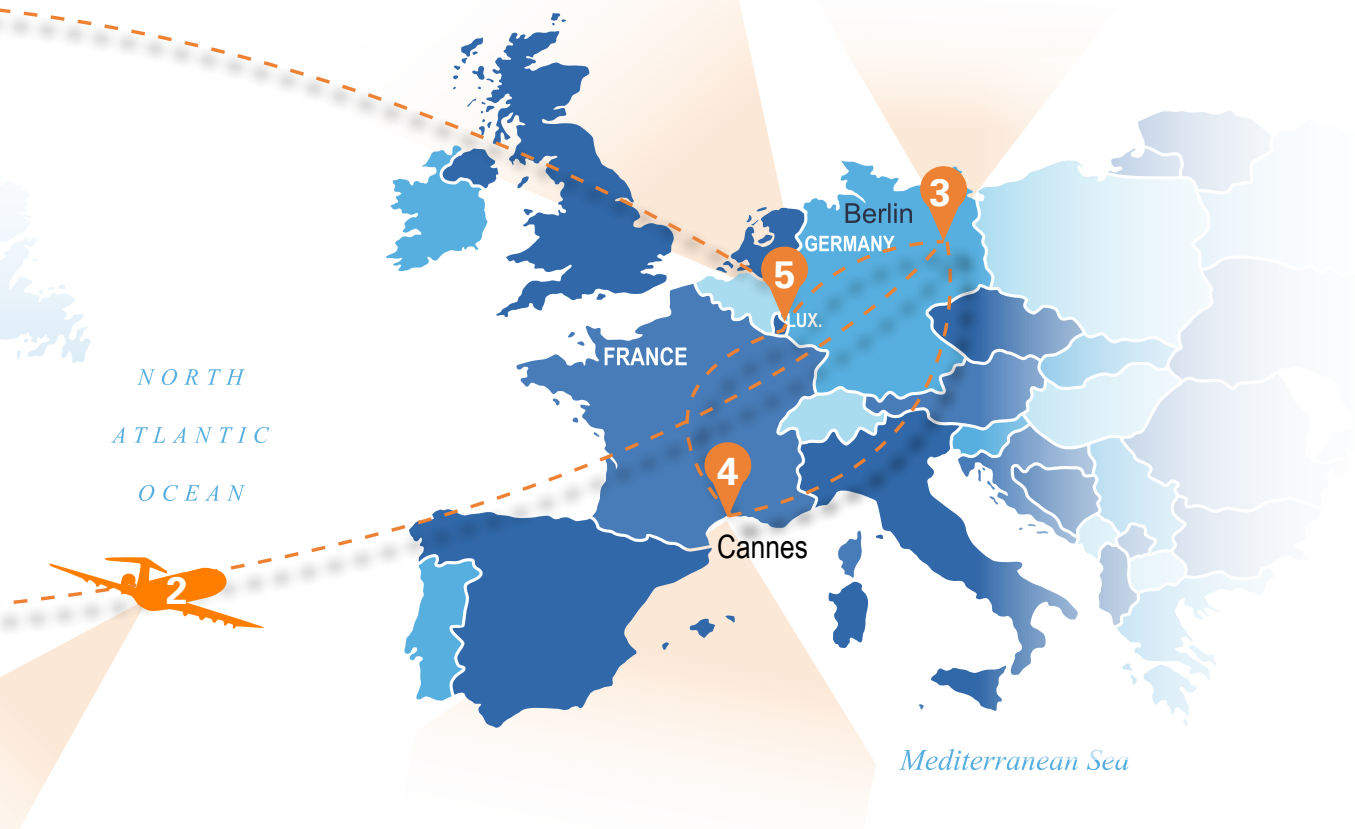 3
Berlin
GERMANY
5
LUX.
FRANCE
NORTH
ATLANTIC
OCEAN
4
Cannes
2
Mediterranean Sea